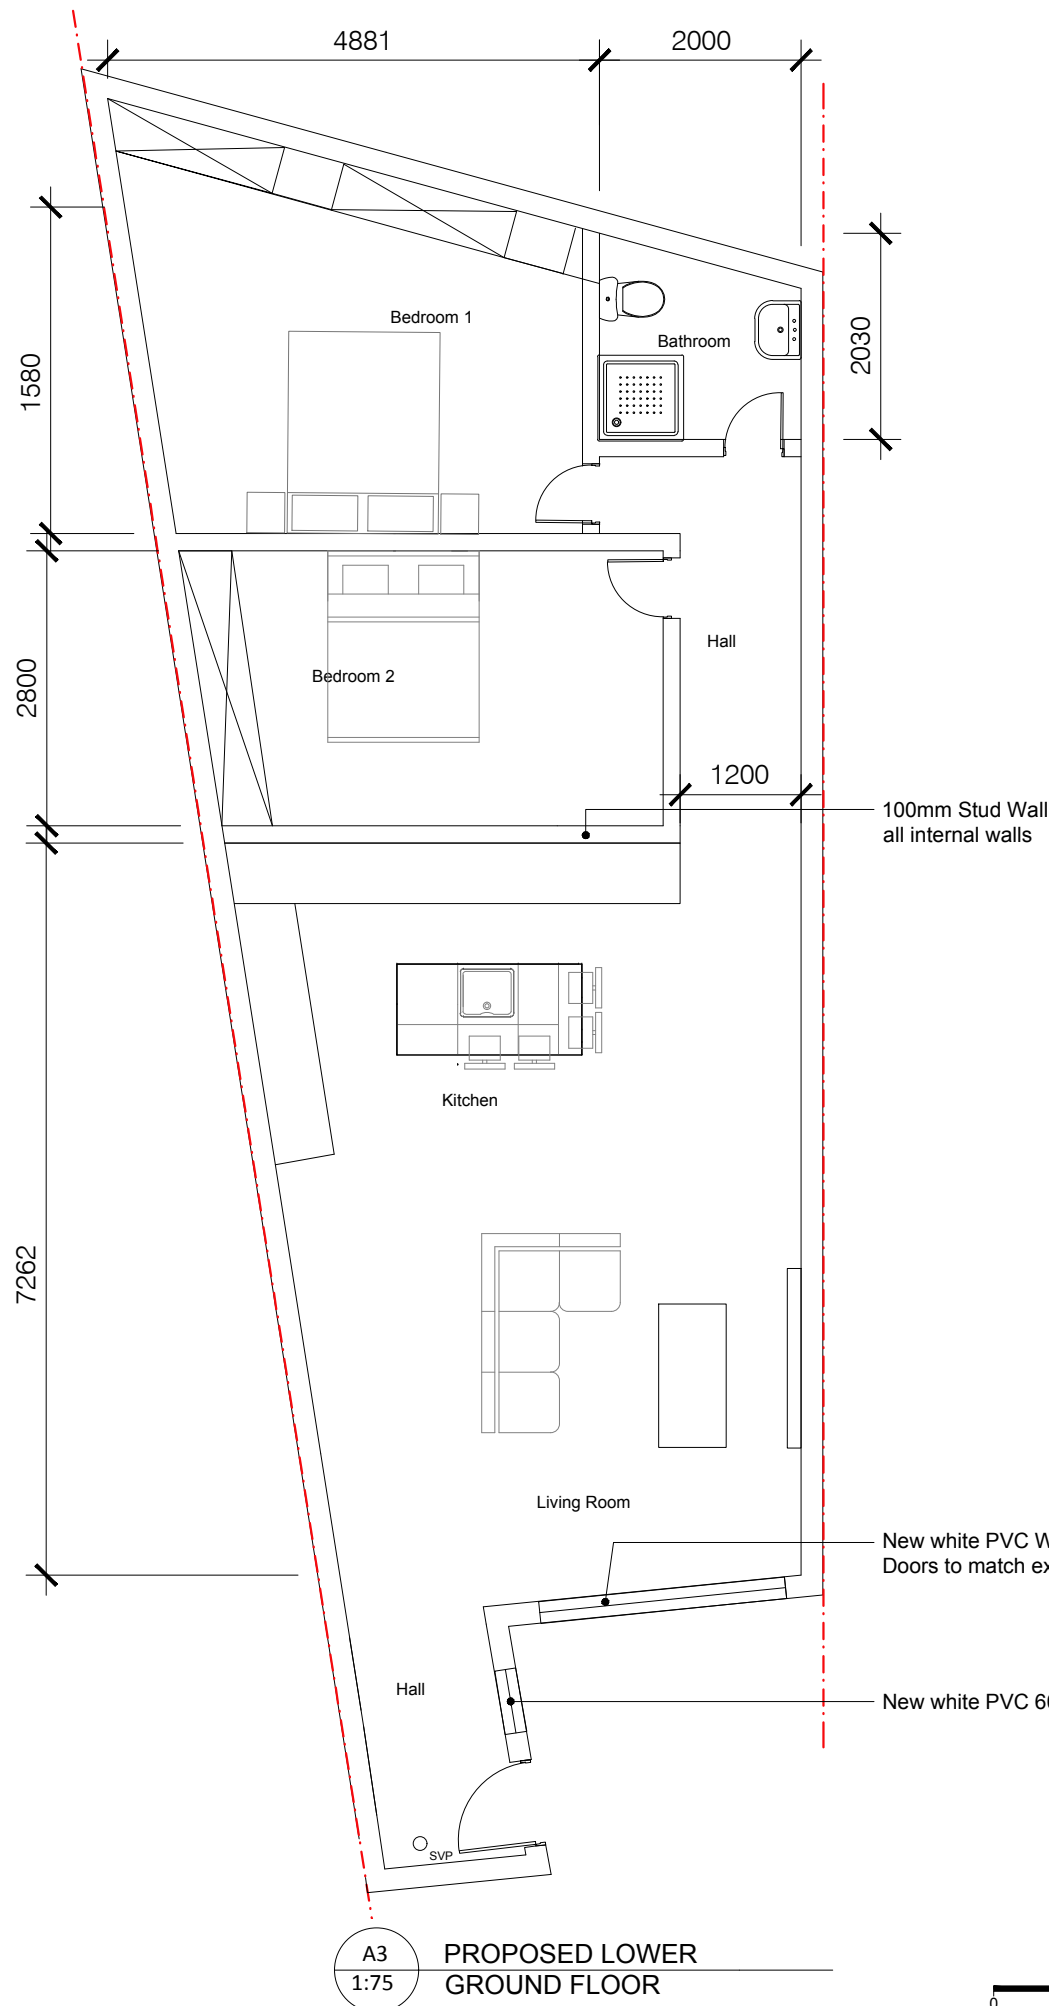 4881
2000
Bedroom 1
Bathroom
2030
1580
Hall
Bedroom 2
2800
1200
100mm Stud Wall
all internal walls
Kitchen
7262
Living Room
New white PVC
Doors to match
Hall
New white PVC
SVP
A3
1:75
PROPOSED LOWER
GROUND FLOOR
0